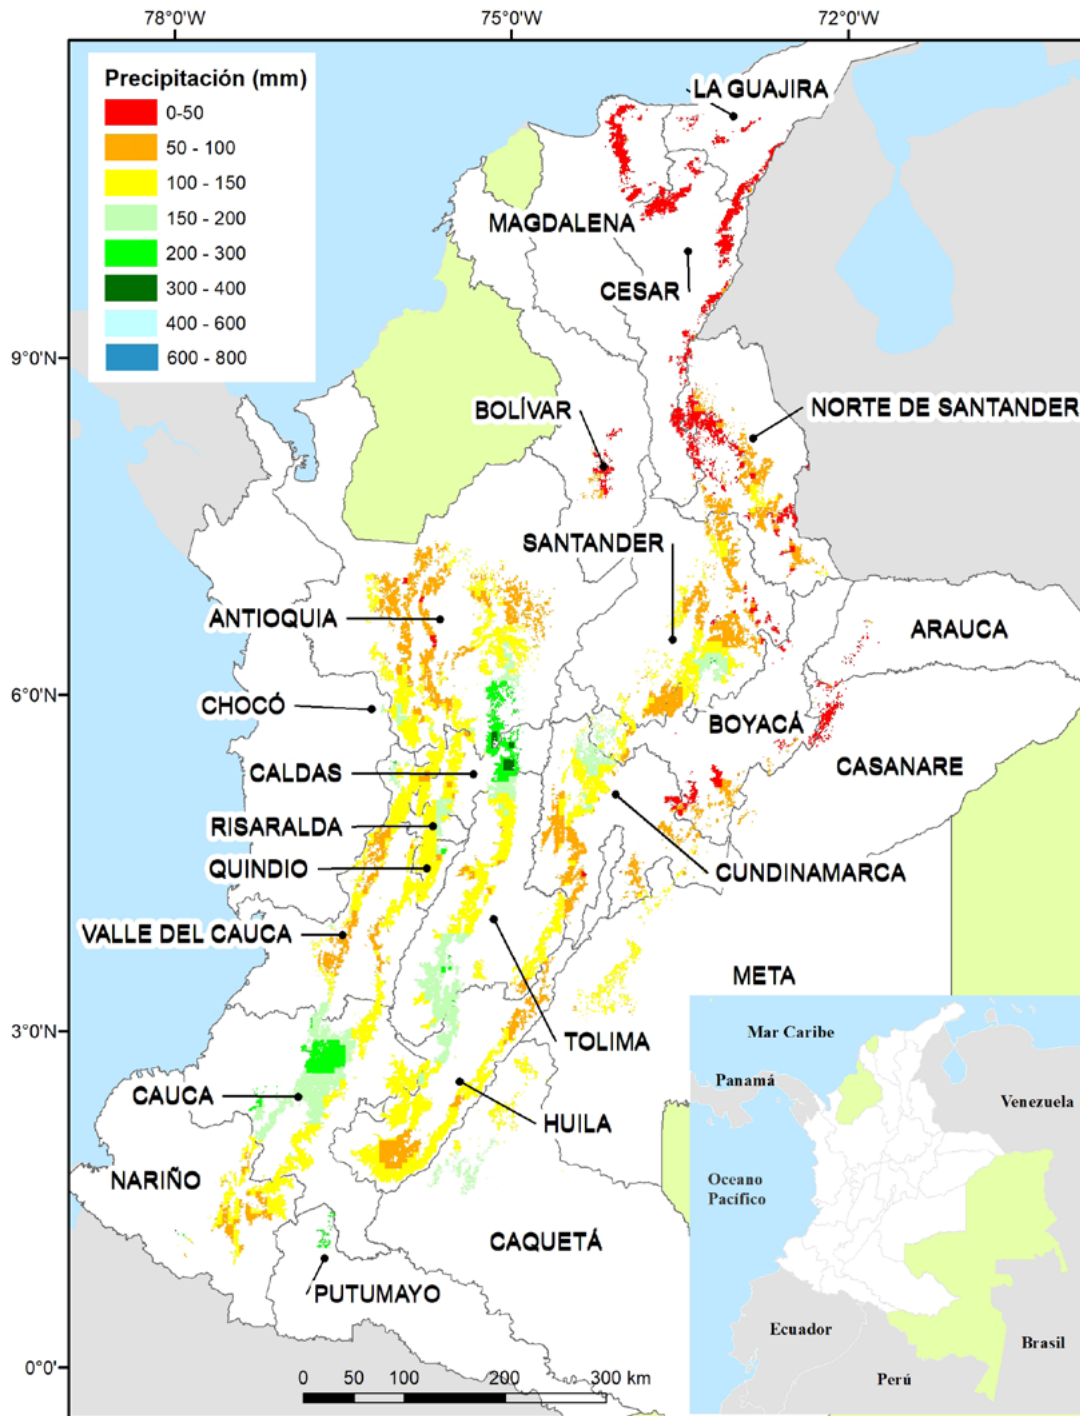 78°0'W
75°0'W
72°0'W
Precipitación (mm)
0-50
50 - 100
100 - 150
150 - 200
200 - 300
300 - 400
400 - 600
600 - 800
LA GUAJIRA
MAGDALENA
CESAR
9°0'N
BOLÍVAR
NORTE DE SANTANDER
SANTANDER
ANTIOQUIA
ARAUCA
6°0'N
CHOCÓ
BOYACÁ
CALDAS
CASANARE
RISARALDA
QUINDIO
CUNDINAMARCA
VALLE DEL CAUCA
META
3°0'N
TOLIMA
CAUCA
HUILA
NARIÑO
CAQUETÁ
PUTUMAYO
0°0'
0 50 100 200 300 km
Mar Caribe
Panamá
Venezuela
Oceano
Pacífico
Ecuador
Brasil
Perú